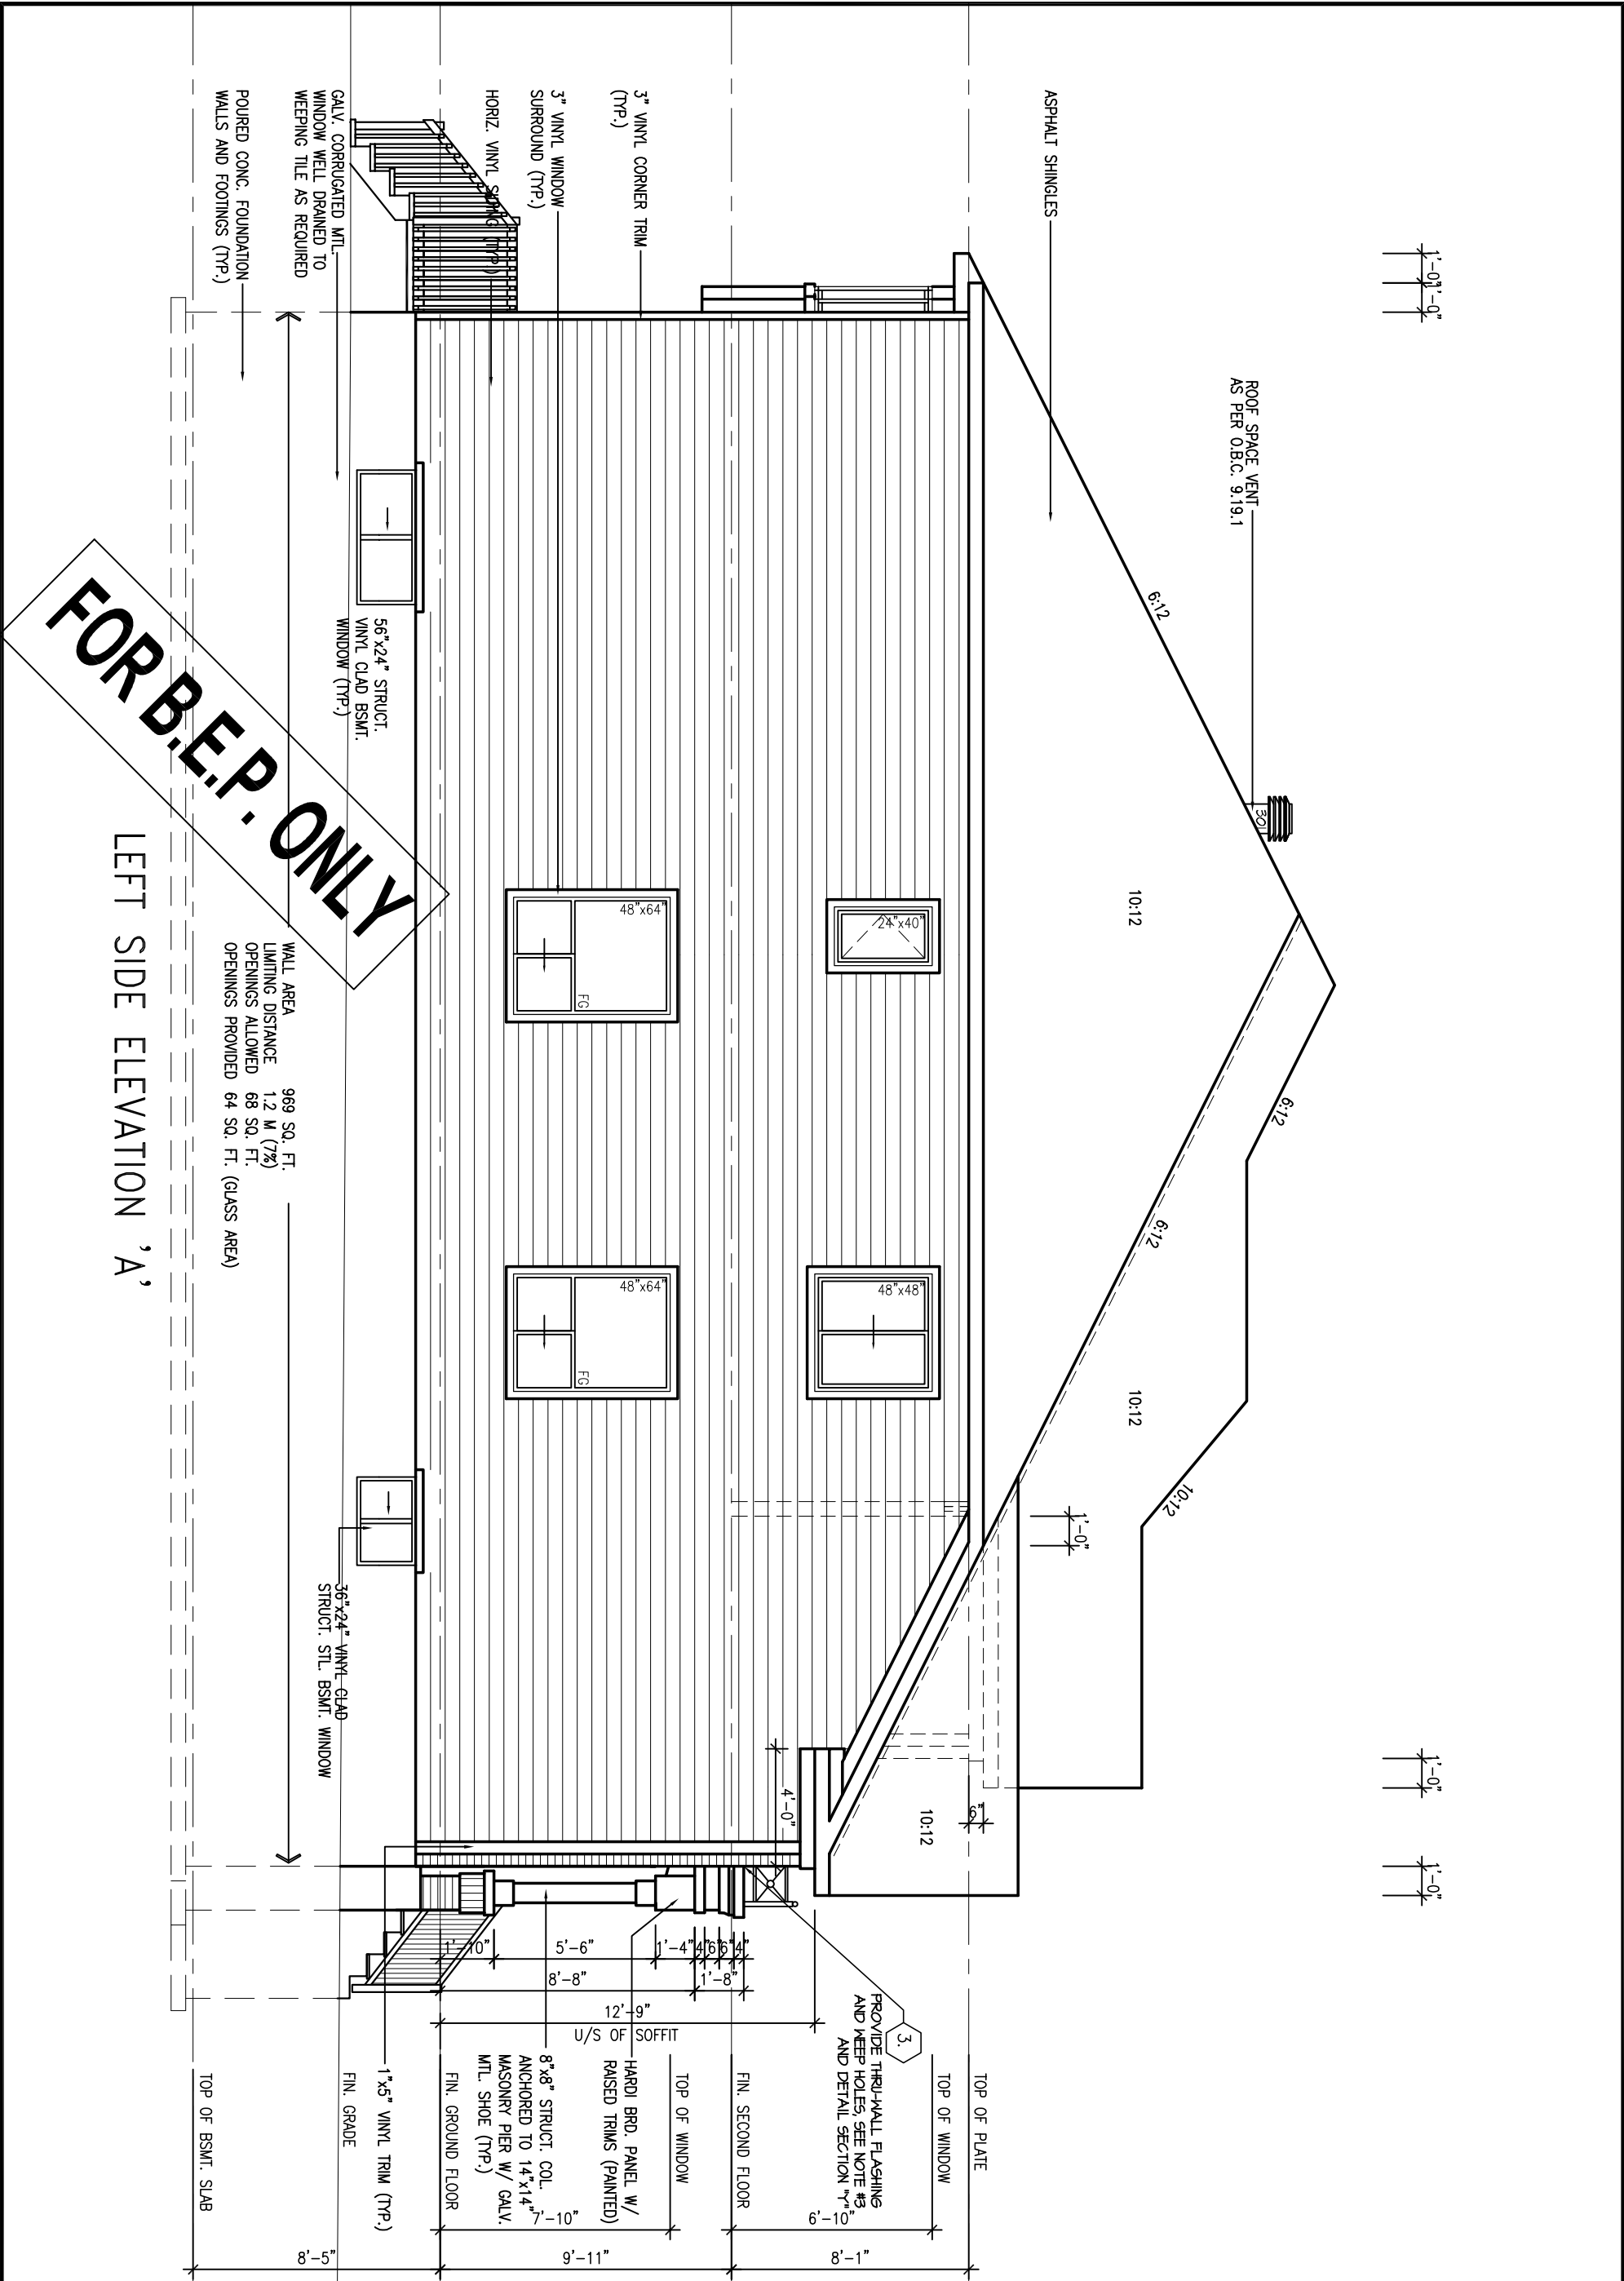 1'-0"
1'-0"
1'-0"
1'-0"
ROOF SPACE VENT
AS PER O.B.C. 9.19.1
301
6:12
6:12
6:12
10:12
10:12
10:12
10:12
1'-0"
6"
ASPHALT SHINGLES
3" VINYL CORNER TRIM
(TYP.)
3" VINYL WINDOW
SURROUND (TYP.)
HORIZ. VINYL SIDING (TYP.)
GALV. CORRUGATED MTL.
WINDOW WELL DRAINED TO
WEEPING TILE AS REQUIRED
POURED CONC. FOUNDATION
WALLS AND FOOTINGS (TYP.)
24"x40"
48"x48"
48"x64"
FG
48"x64"
FG
56"x24" STRUCT.
VINYL CLAD BSMT.
WINDOW (TYP.)
36"x24" VINYL CLAD
STRUCT. STL. BSMT. WINDOW
4'-0"
3.
PROVIDE THRU-WALL FLASHING
AND WEEP HOLES, SEE NOTE #3
AND DETAIL SECTION "Y"
1'-10"
5'-6"
1'-4"
4"
6"
6"
4"
8'-8"
1'-8"
12'-9"
U/S OF SOFFIT
HARDI BRD. PANEL W/
RAISED TRIMS (PAINTED)
8"x8" STRUCT. COL.
ANCHORED TO 14"x14"
MASONRY PIER W/ GALV.
MTL. SHOE (TYP.)
1"x5" VINYL TRIM (TYP.)
TOP OF PLATE
TOP OF WINDOW
FIN. SECOND FLOOR
TOP OF WINDOW
FIN. GROUND FLOOR
FIN. GRADE
TOP OF BSMT. SLAB
6'-10"
7'-10"
8'-1"
9'-11"
8'-5"
WALL AREA 969 SQ. FT.
LIMITING DISTANCE 1.2 M (7%)
OPENINGS ALLOWED 68 SQ. FT.
OPENINGS PROVIDED 64 SQ. FT. (GLASS AREA)
FOR B.E.P. ONLY
LEFT SIDE ELEVATION 'A'